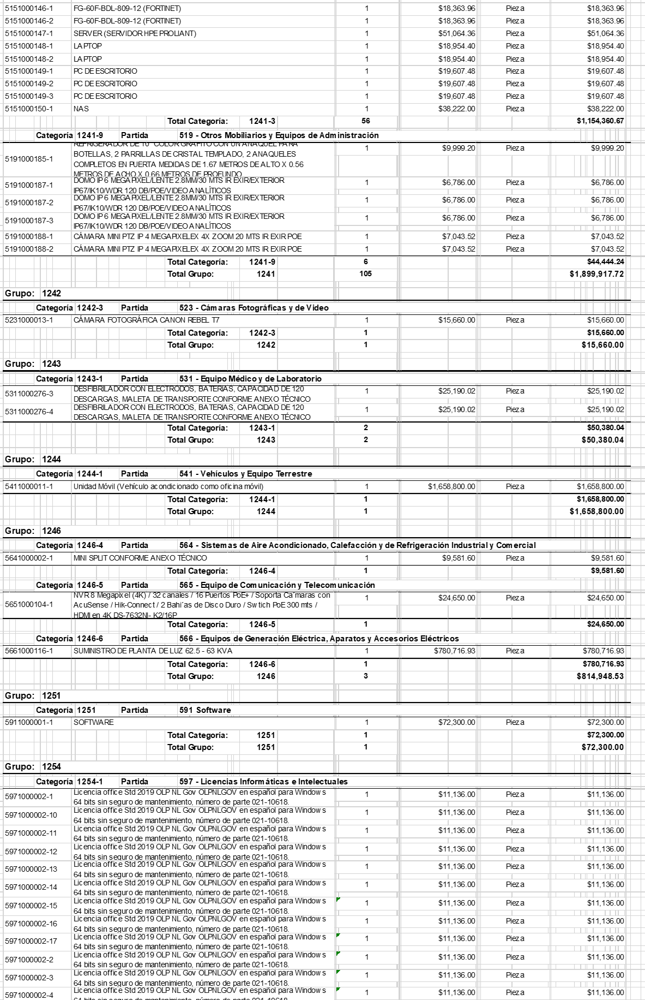 5151000146-1 FG-60F-BDL-809-12 (FORTINET) 1 $18,363.96 Pieza $18,363.96
5151000146-2 FG-60F-BDL-809-12 (FORTINET) 1 $18,363.96 Pieza $18,363.96
5151000147-1 SERVER (SERVIDOR HPE PROLIANT) 1 $51,064.36 Pieza $51,064.36
5151000148-1 LAPTOP 1 $18,954.40 Pieza $18,954.40
5151000148-2 LAPTOP 1 $18,954.40 Pieza $18,954.40
5151000149-1 PC DE ESCRITORIO 1 $19,607.48 Pieza $19,607.48
5151000149-2 PC DE ESCRITORIO 1 $19,607.48 Pieza $19,607.48
5151000149-3 PC DE ESCRITORIO 1 $19,607.48 Pieza $19,607.48
5151000150-1 NAS 1 $38,222.00 Pieza $38,222.00
Total Categoría: 1241-3 56 $1,154,360.67
Categoría 1241-9 Partida 519 - Otros Mobiliarios y Equipos de Administración
REFRIGERADOR DE 10" COLOR GRAFITO CON UN ANAQUEL PARA
5191000185-1 BOTELLAS, 2 PARRILLAS DE CRISTAL TEMPLADO, 2 ANAQUELES 1 $9,999.20 Pieza $9,999.20
COMPLETOS EN PUERTA MEDIDAS DE 1.67 METROS DE ALTO X 0.56
METROS DE ACHO X 0.66 METROS DE PROFUNDO
5191000187-1 DOMO IP 6 MEGAPIXEL/LENTE 2.8MM/30 MTS IR EXIR/EXTERIOR 1 $6,786.00 Pieza $6,786.00
IP67/IK10/WDR 120 DB/POE/VIDEO ANALÍTICOS
5191000187-2 DOMO IP 6 MEGAPIXEL/LENTE 2.8MM/30 MTS IR EXIR/EXTERIOR 1 $6,786.00 Pieza $6,786.00
IP67/IK10/WDR 120 DB/POE/VIDEO ANALÍTICOS
5191000187-3 DOMO IP 6 MEGAPIXEL/LENTE 2.8MM/30 MTS IR EXIR/EXTERIOR 1 $6,786.00 Pieza $6,786.00
IP67/IK10/WDR 120 DB/POE/VIDEO ANALÍTICOS
5191000188-1 CÁMARA MINI PTZ IP 4 MEGAPIXELEX 4X ZOOM 20 MTS IR EXIR POE 1 $7,043.52 Pieza $7,043.52
5191000188-2 CÁMARA MINI PTZ IP 4 MEGAPIXELEX 4X ZOOM 20 MTS IR EXIR POE 1 $7,043.52 Pieza $7,043.52
Total Categoría: 1241-9 6 $44,444.24
Total Grupo: 1241 105 $1,899,917.72
Grupo: 1242
Categoría 1242-3 Partida 523 - Cámaras Fotográficas y de Video
5231000013-1 CÁMARA FOTOGRÁFICA CANON REBEL T7 1 $15,660.00 Pieza $15,660.00
Total Categoría: 1242-3 1 $15,660.00
Total Grupo: 1242 1 $15,660.00
Grupo: 1243
Categoría 1243-1 Partida 531 - Equipo Médico y de Laboratorio
5311000276-3 DESFIBRILADOR CON ELECTRODOS, BATERIAS, CAPACIDAD DE 120 1 $25,190.02 Pieza $25,190.02
DESCARGAS, MALETA DE TRANSPORTE CONFORME ANEXO TÉCNICO
5311000276-4 DESFIBRILADOR CON ELECTRODOS, BATERIAS, CAPACIDAD DE 120 1 $25,190.02 Pieza $25,190.02
DESCARGAS, MALETA DE TRANSPORTE CONFORME ANEXO TÉCNICO
Total Categoría: 1243-1 2 $50,380.04
Total Grupo: 1243 2 $50,380.04
Grupo: 1244
Categoría 1244-1 Partida 541 - Vehículos y Equipo Terrestre
5411000011-1 Unidad Móvil (Vehículo acondicionado como oficina móvil) 1 $1,658,800.00 Pieza $1,658,800.00
Total Categoría: 1244-1 1 $1,658,800.00
Total Grupo: 1244 1 $1,658,800.00
Grupo: 1246
Categoría 1246-4 Partida 564 - Sistemas de Aire Acondicionado, Calefacción y de Refrigeración Industrial y Comercial
5641000002-1 MINI SPLIT CONFORME ANEXO TÉCNICO 1 $9,581.60 Pieza $9,581.60
Total Categoría: 1246-4 1 $9,581.60
Categoría 1246-5 Partida 565 - Equipo de Comunicación y Telecomunicación
NVR 8 Megapixel (4K) / 32 canales / 16 Puertos PoE+ / Soporta Ca´maras con
5651000104-1 AcuSense / Hik-Connect / 2 Bahi´as de Disco Duro / Swtich PoE 300 mts / 1 $24,650.00 Pieza $24,650.00
HDMI en 4K DS-7632NI- K2/16P
Total Categoría: 1246-5 1 $24,650.00
Categoría 1246-6 Partida 566 - Equipos de Generación Eléctrica, Aparatos y Accesorios Eléctricos
5661000116-1 SUMINISTRO DE PLANTA DE LUZ 62.5 - 63 KVA 1 $780,716.93 Pieza $780,716.93
Total Categoría: 1246-6 1 $780,716.93
Total Grupo: 1246 3 $814,948.53
Grupo: 1251
Categoría 1251 Partida 591 Software
5911000001-1 SOFTWARE 1 $72,300.00 Pieza $72,300.00
Total Categoría: 1251 1 $72,300.00
Total Grupo: 1251 1 $72,300.00
Grupo: 1254
Categoría 1254-1 Partida 597 - Licencias Informáticas e Intelectuales
5971000002-1 Licencia office Std 2019 OLP NL Gov OLPNLGOV en español para Windows 1 $11,136.00 Pieza $11,136.00
64 bits sin seguro de mantenimiento, número de parte 021-10618.
5971000002-10 Licencia office Std 2019 OLP NL Gov OLPNLGOV en español para Windows 1 $11,136.00 Pieza $11,136.00
64 bits sin seguro de mantenimiento, número de parte 021-10618.
5971000002-11 Licencia office Std 2019 OLP NL Gov OLPNLGOV en español para Windows 1 $11,136.00 Pieza $11,136.00
64 bits sin seguro de mantenimiento, número de parte 021-10618.
5971000002-12 Licencia office Std 2019 OLP NL Gov OLPNLGOV en español para Windows 1 $11,136.00 Pieza $11,136.00
64 bits sin seguro de mantenimiento, número de parte 021-10618.
5971000002-13 Licencia office Std 2019 OLP NL Gov OLPNLGOV en español para Windows 1 $11,136.00 Pieza $11,136.00
64 bits sin seguro de mantenimiento, número de parte 021-10618.
5971000002-14 Licencia office Std 2019 OLP NL Gov OLPNLGOV en español para Windows 1 $11,136.00 Pieza $11,136.00
64 bits sin seguro de mantenimiento, número de parte 021-10618.
5971000002-15 Licencia office Std 2019 OLP NL Gov OLPNLGOV en español para Windows 1 $11,136.00 Pieza $11,136.00
64 bits sin seguro de mantenimiento, número de parte 021-10618.
5971000002-16 Licencia office Std 2019 OLP NL Gov OLPNLGOV en español para Windows 1 $11,136.00 Pieza $11,136.00
64 bits sin seguro de mantenimiento, número de parte 021-10618.
5971000002-17 Licencia office Std 2019 OLP NL Gov OLPNLGOV en español para Windows 1 $11,136.00 Pieza $11,136.00
64 bits sin seguro de mantenimiento, número de parte 021-10618.
5971000002-2 Licencia office Std 2019 OLP NL Gov OLPNLGOV en español para Windows 1 $11,136.00 Pieza $11,136.00
64 bits sin seguro de mantenimiento, número de parte 021-10618.
5971000002-3 Licencia office Std 2019 OLP NL Gov OLPNLGOV en español para Windows 1 $11,136.00 Pieza $11,136.00
64 bits sin seguro de mantenimiento, número de parte 021-10618.
5971000002-4 Licencia office Std 2019 OLP NL Gov OLPNLGOV en español para Windows 1 $11,136.00 Pieza $11,136.00
64 bits sin seguro de mantenimiento, número de parte 021-10618.